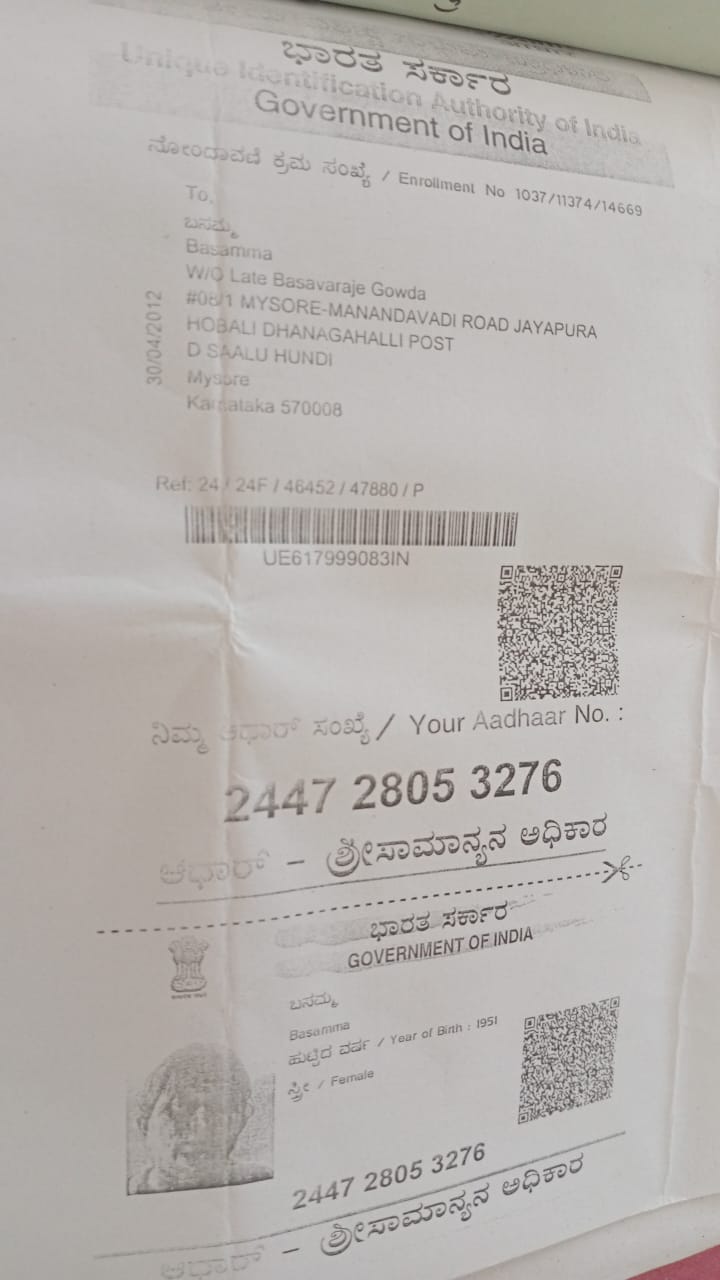 ಭಾರತ ಸರ್ಕಾರ
Unique Identification Authority of India
Government of India
ನೋಂದಾವಣಿ ಕ್ರಮ ಸಂಖ್ಯೆ / Enrollment No 1037/11374/14669
To,
ಬಸಮ್ಮ
Basamma
W/O Late Basavaraje Gowda
#08/1 MYSORE-MANANDAVADI ROAD JAYAPURA
HOBALI DHANAGAHALLI POST
D SAALU HUNDI
Mysore
Karnataka 570008
30/04/2012
Ref: 24 / 24F / 46452 / 47880 / P
UE617999083IN
ನಿಮ್ಮ ಆಧಾರ್ ಸಂಖ್ಯೆ / Your Aadhaar No. :
2447 2805 3276
ಆಧಾರ್ – ಶ್ರೀಸಾಮಾನ್ಯನ ಅಧಿಕಾರ
ಭಾರತ ಸರ್ಕಾರ
GOVERNMENT OF INDIA
ಬಸಮ್ಮ
Basamma
ಹುಟ್ಟಿದ ವರ್ಷ / Year of Birth : 1951
ಸ್ತ್ರೀ / Female
2447 2805 3276
ಆಧಾರ್ – ಶ್ರೀಸಾಮಾನ್ಯನ ಅಧಿಕಾರ